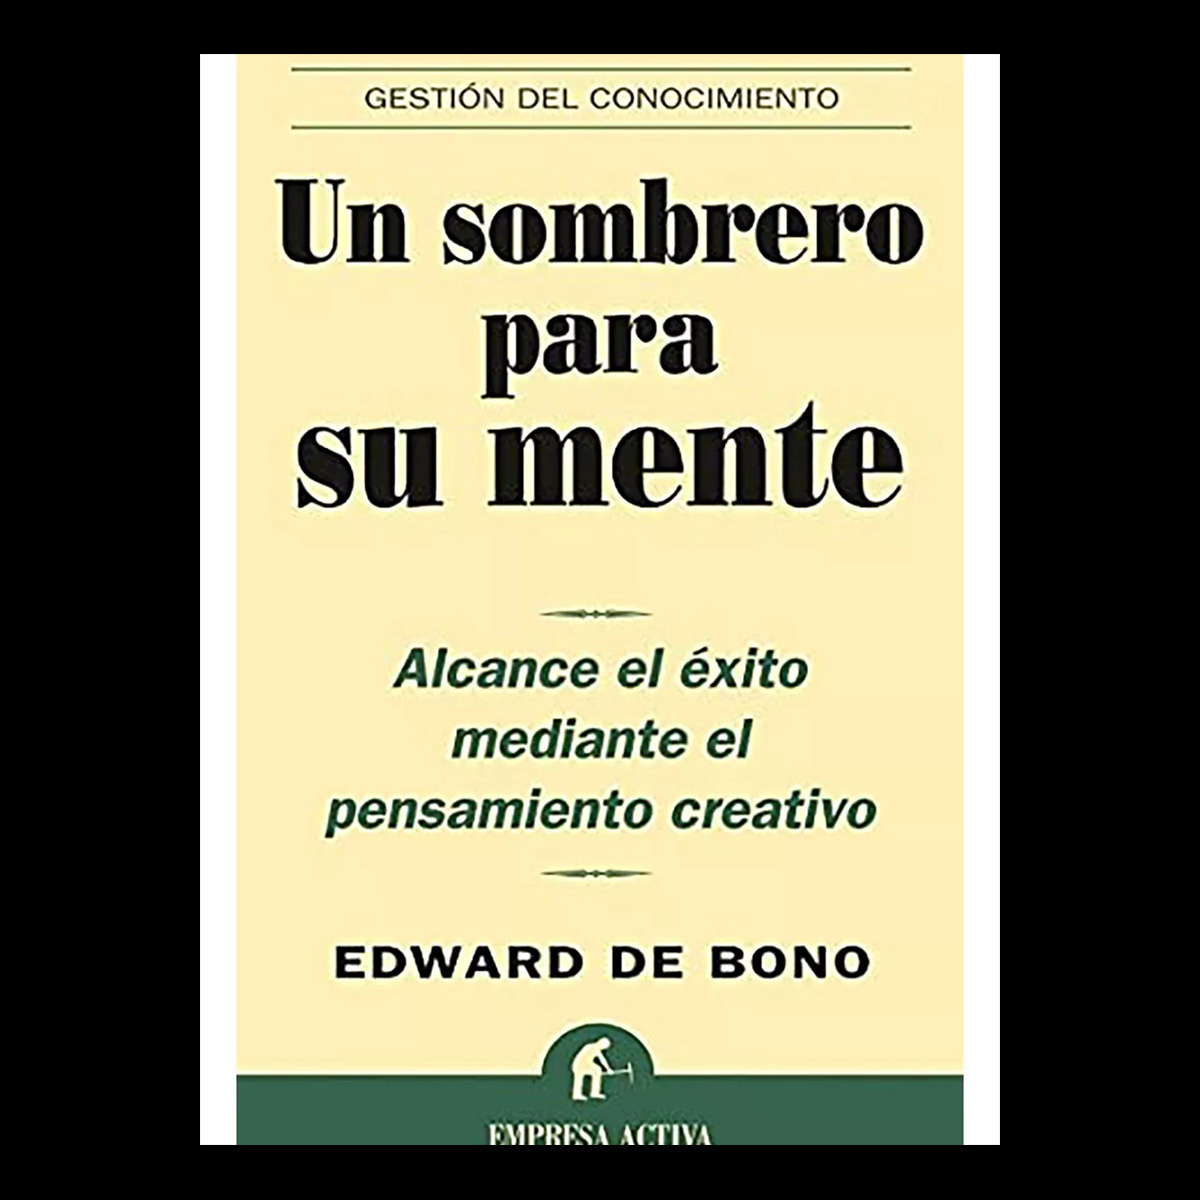 GESTIÓN DEL CONOCIMIENTO
Un sombrero
para
su mente
Alcance el éxito
mediante el
pensamiento creativo
EDWARD DE BONO
EMPRESA ACTIVA